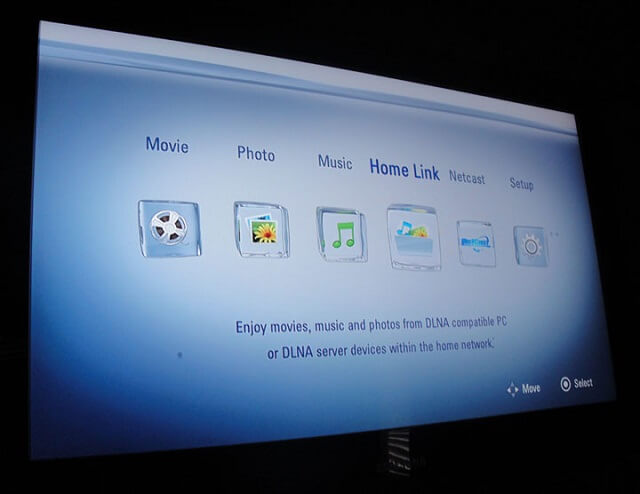 Movie Photo Music Home Link Netcast Setup
Enjoy movies, music and photos from DLNA compatible PC
or DLNA server devices within the home network.
Move Select